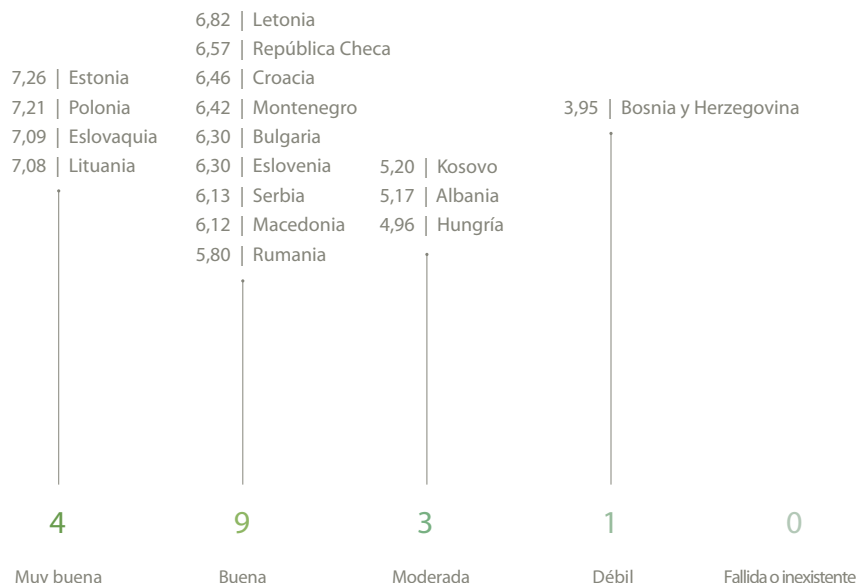 7,26 | Estonia
7,21 | Polonia
7,09 | Eslovaquia
7,08 | Lituania
6,82 | Letonia
6,57 | República Checa
6,46 | Croacia
6,42 | Montenegro
6,30 | Bulgaria
6,30 | Eslovenia
6,13 | Serbia
6,12 | Macedonia
5,80 | Rumania
5,20 | Kosovo
5,17 | Albania
4,96 | Hungría
3,95 | Bosnia y Herzegovina
4
9
3
1
0
Muy buena
Buena
Moderada
Débil
Fallida o inexistente